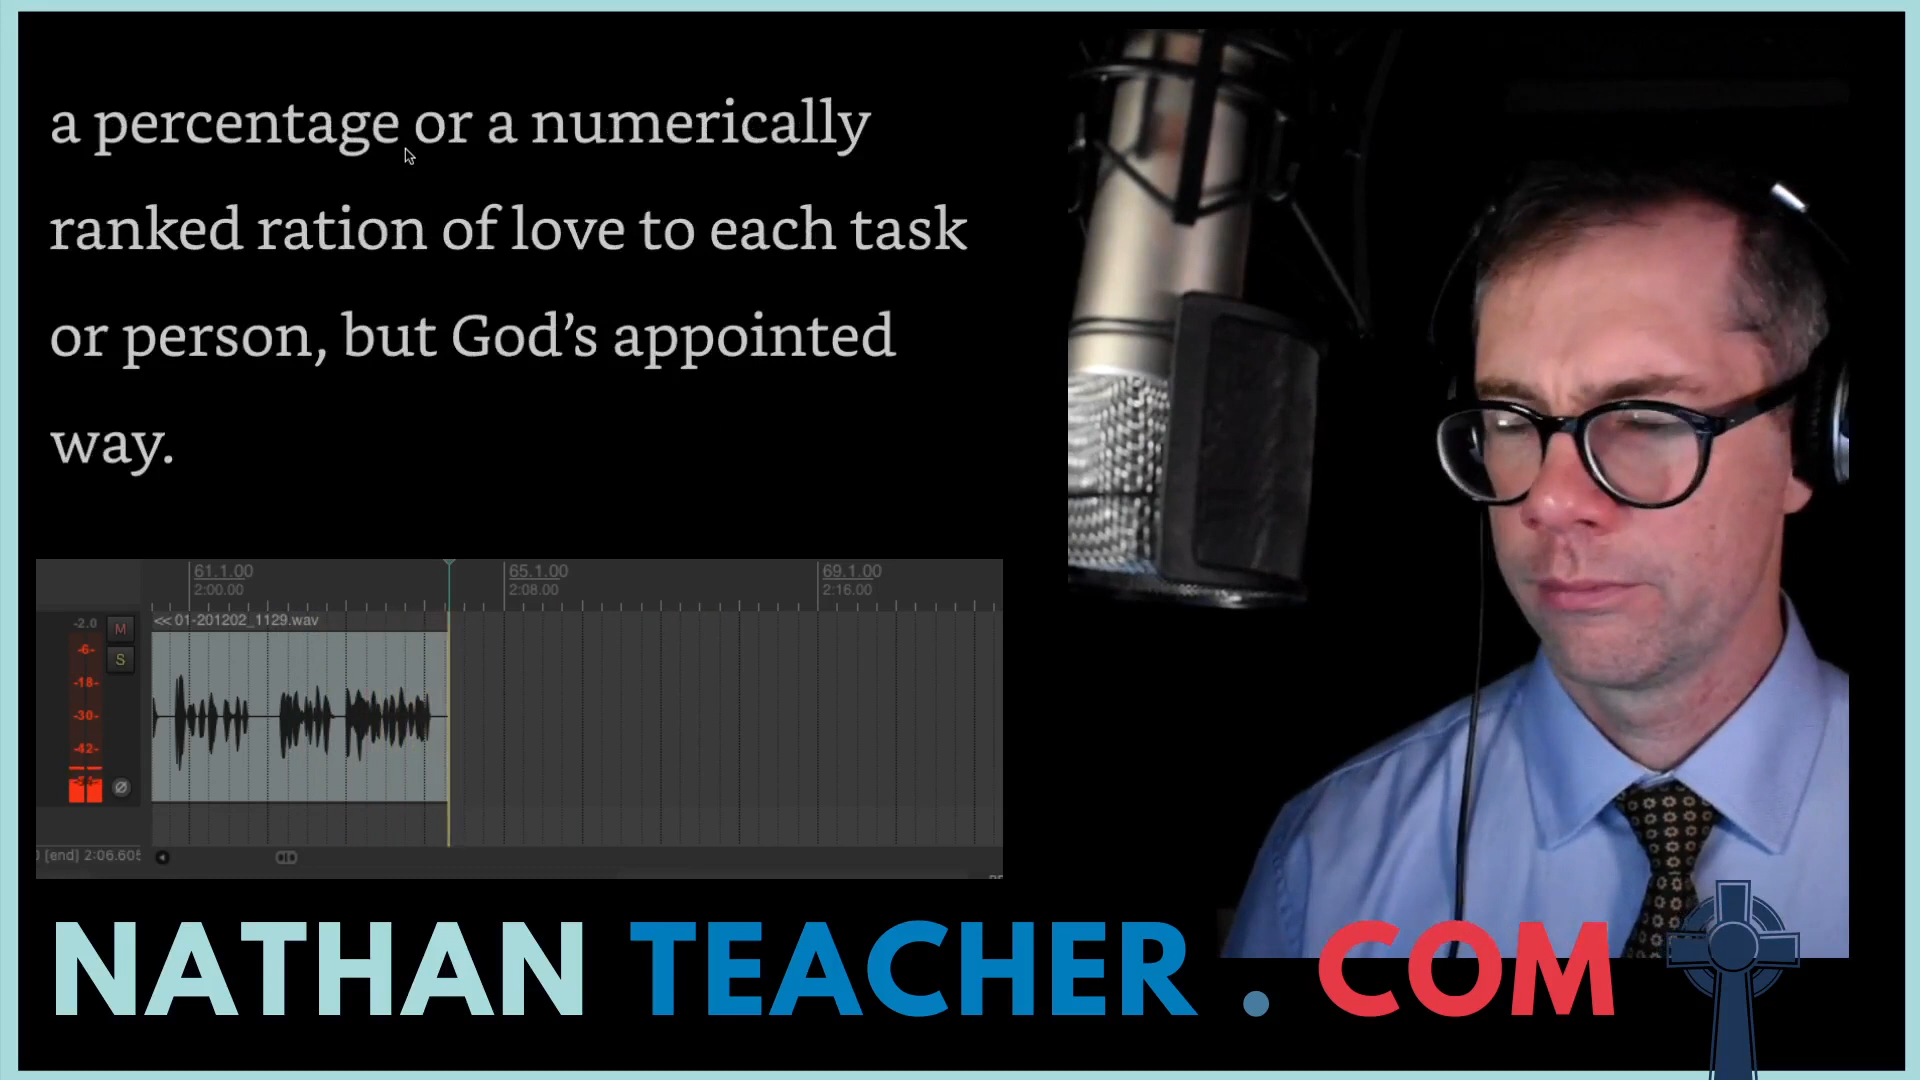 a percentage or a numerically
ranked ration of love to each task
or person, but God’s appointed
way.
61.1.00
2:00.00
65.1.00
2:08.00
69.1.00
2:16.00
-2.0
M
<< 01-201202_1129.wav
-6-
S
-18-
-30-
-42-
[end] 2:06.605
NATHAN TEACHER . COM